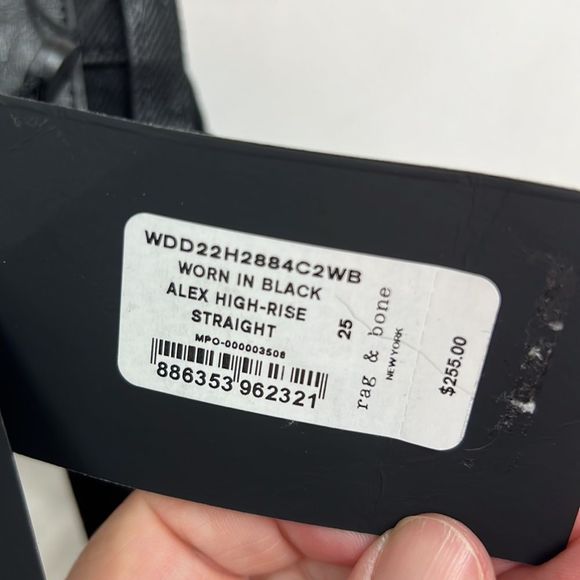 WDD22H2884C2WB
WORN IN BLACK
ALEX HIGH-RISE
STRAIGHT
MPO-000003508
886353 962321
25
rag & bone
NEW YORK
$255.00